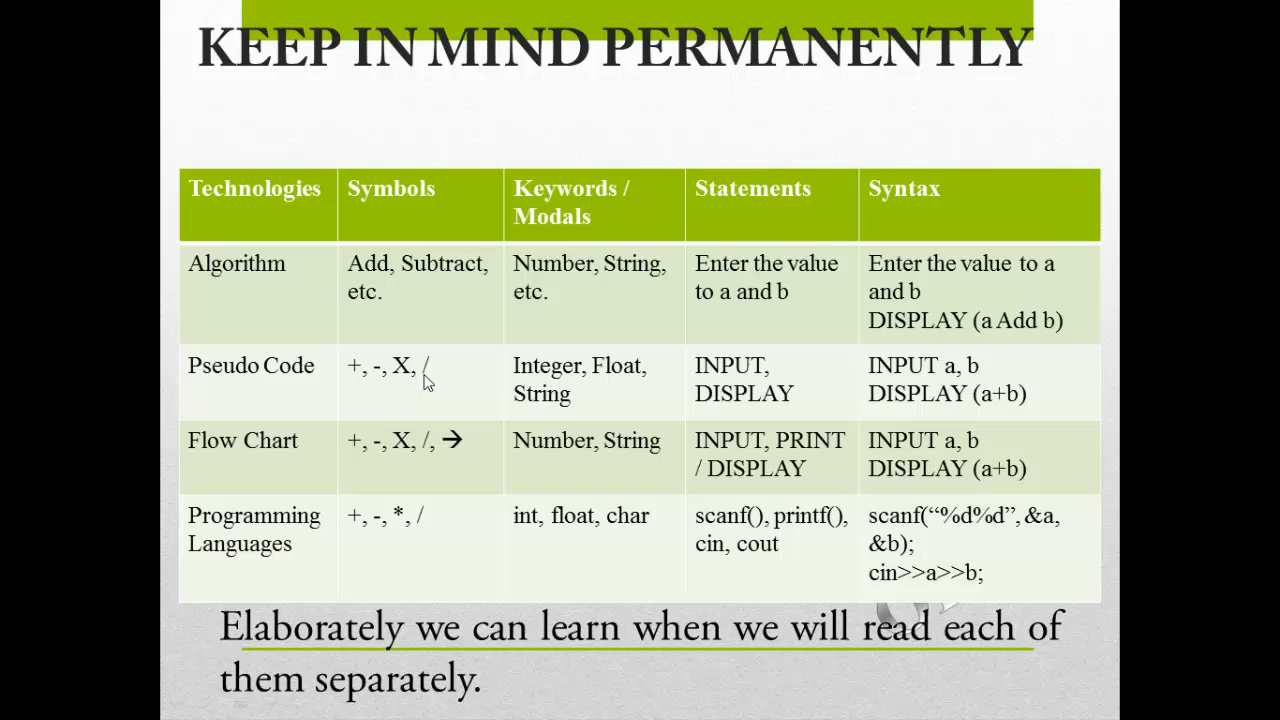 KEEP IN MIND PERMANENTLY
Technologies Symbols Keywords / Statements Syntax
Modals
Algorithm Add, Subtract, Number, String, Enter the value Enter the value to a
etc. etc. to a and b and b
DISPLAY (a Add b)
Pseudo Code +, -, X, / Integer, Float, INPUT, INPUT a, b
String DISPLAY DISPLAY (a+b)
Flow Chart +, -, X, /, → Number, String INPUT, PRINT INPUT a, b
/ DISPLAY DISPLAY (a+b)
Programming +, -, *, / int, float, char scanf(), printf(), scanf(“%d%d”, &a,
Languages cin, cout &b);
cin>>a>>b;
Elaborately we can learn when we will read each of
them separately.